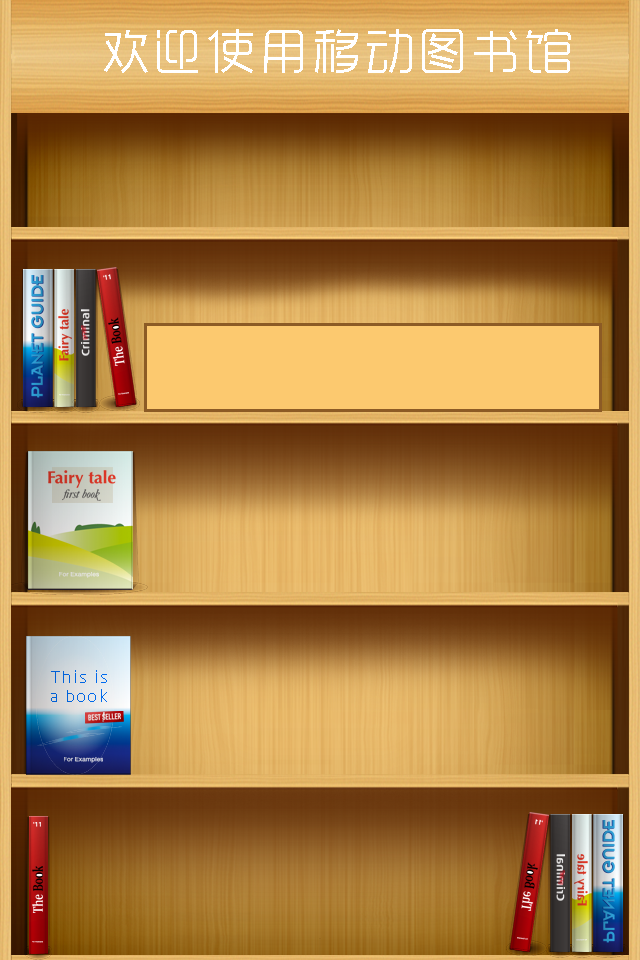 欢迎使用移动图书馆
PLANET GUIDE
Fairy tale
Criminal
'11
The Book
Fairy tale
first book
For Examples
This is
a book
BEST SELLER
For Examples
'11
The Book
'11
The Book
Criminal
Fairy tale
PLANET GUIDE